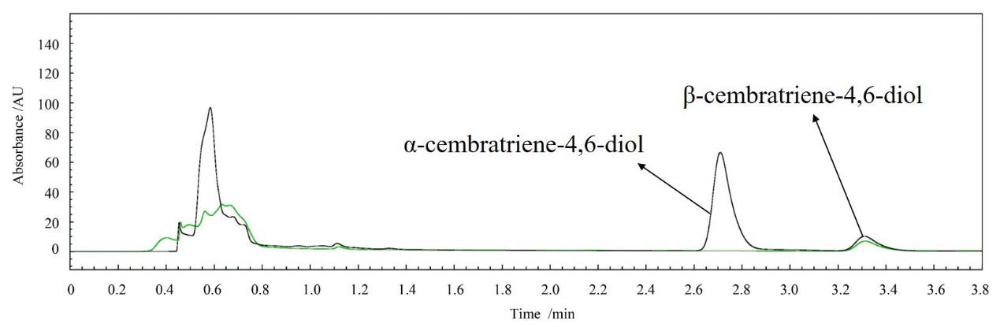 140
120
100
80
60
40
20
0
Absorbance /AU
β-cembratriene-4,6-diol
α-cembratriene-4,6-diol
0 0.2 0.4 0.6 0.8 1.0 1.2 1.4 1.6 1.8 2.0 2.2 2.4 2.6 2.8 3.0 3.2 3.4 3.6 3.8
Time /min